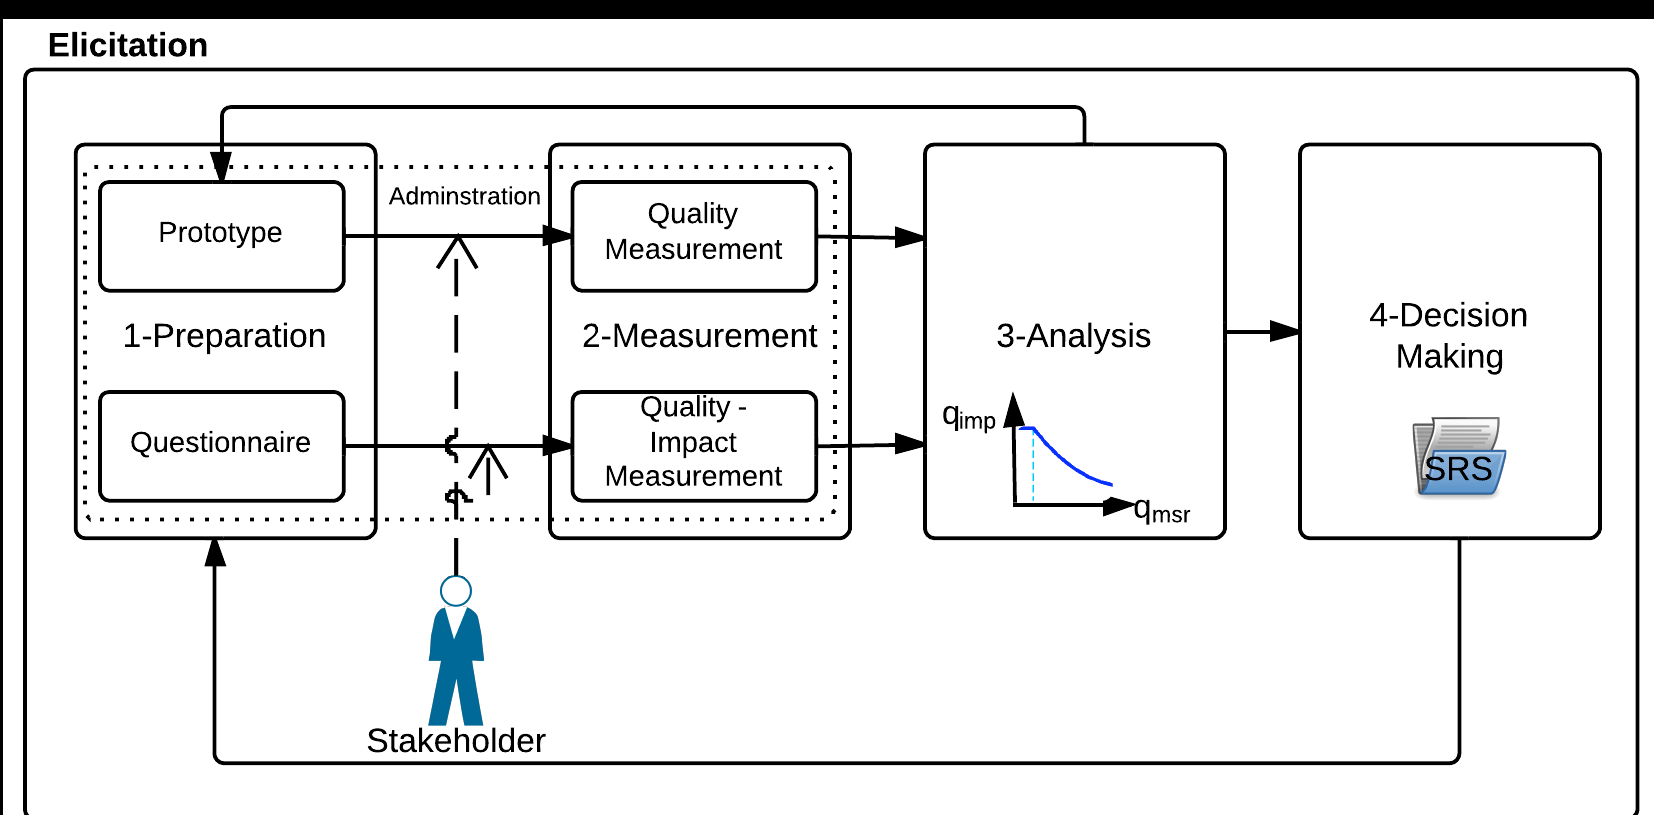 Elicitation
Adminstration
Prototype
1-Preparation
Questionnaire
Quality
Measurement
2-Measurement
Quality -
Impact
Measurement
3-Analysis
qimp
qmsr
4-Decision
Making
SRS
Stakeholder